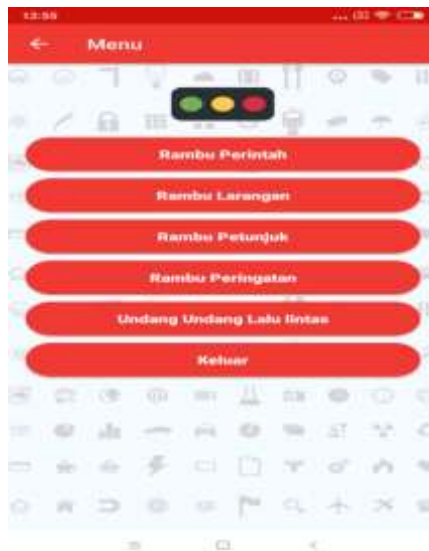 12:55
Menu
Rambu Perintah
Rambu Larangan
Rambu Petunjuk
Rambu Peringatan
Undang Undang Lalu lintas
Keluar